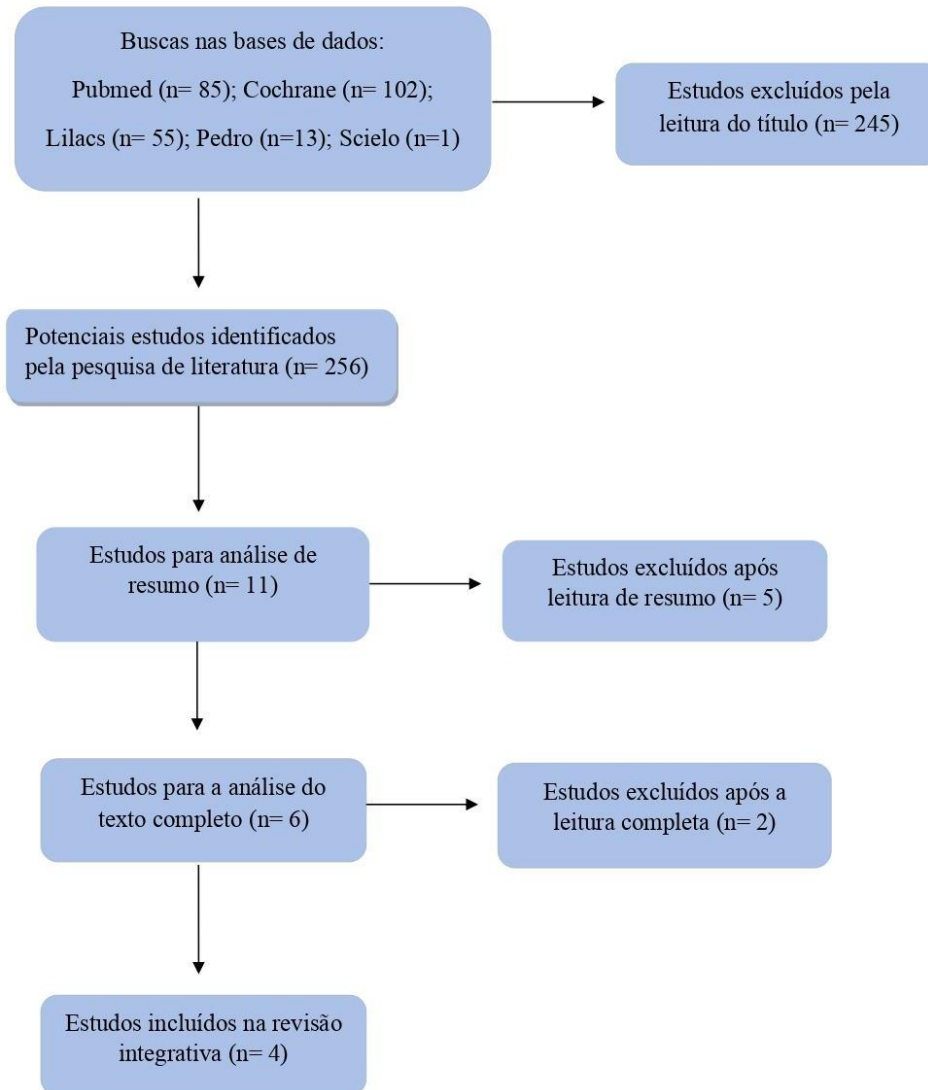 Buscas nas bases de dados:
Pubmed (n= 85); Cochrane (n= 102);
Lilacs (n= 55); Pedro (n=13); Scielo (n=1)
Estudos excluídos pela
leitura do título (n= 245)
Potenciais estudos identificados
pela pesquisa de literatura (n= 256)
Estudos para análise de
resumo (n= 11)
Estudos excluídos após
leitura de resumo (n= 5)
Estudos para a análise do
texto completo (n= 6)
Estudos excluídos após a
leitura completa (n= 2)
Estudos incluídos na revisão
integrativa (n= 4)